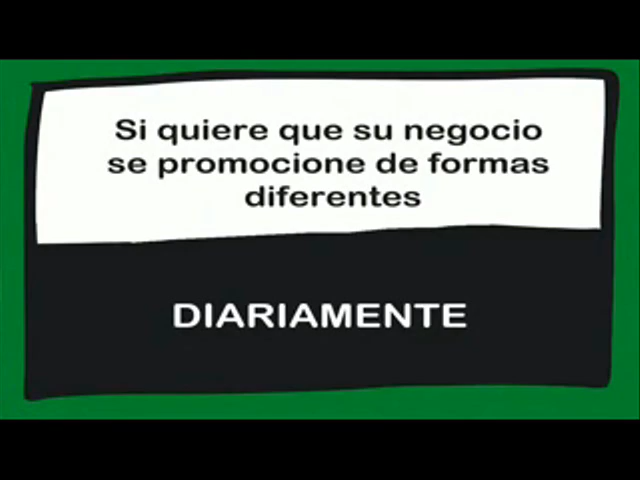 Si quiere que su negocio
se promocione de formas
diferentes
DIARIAMENTE